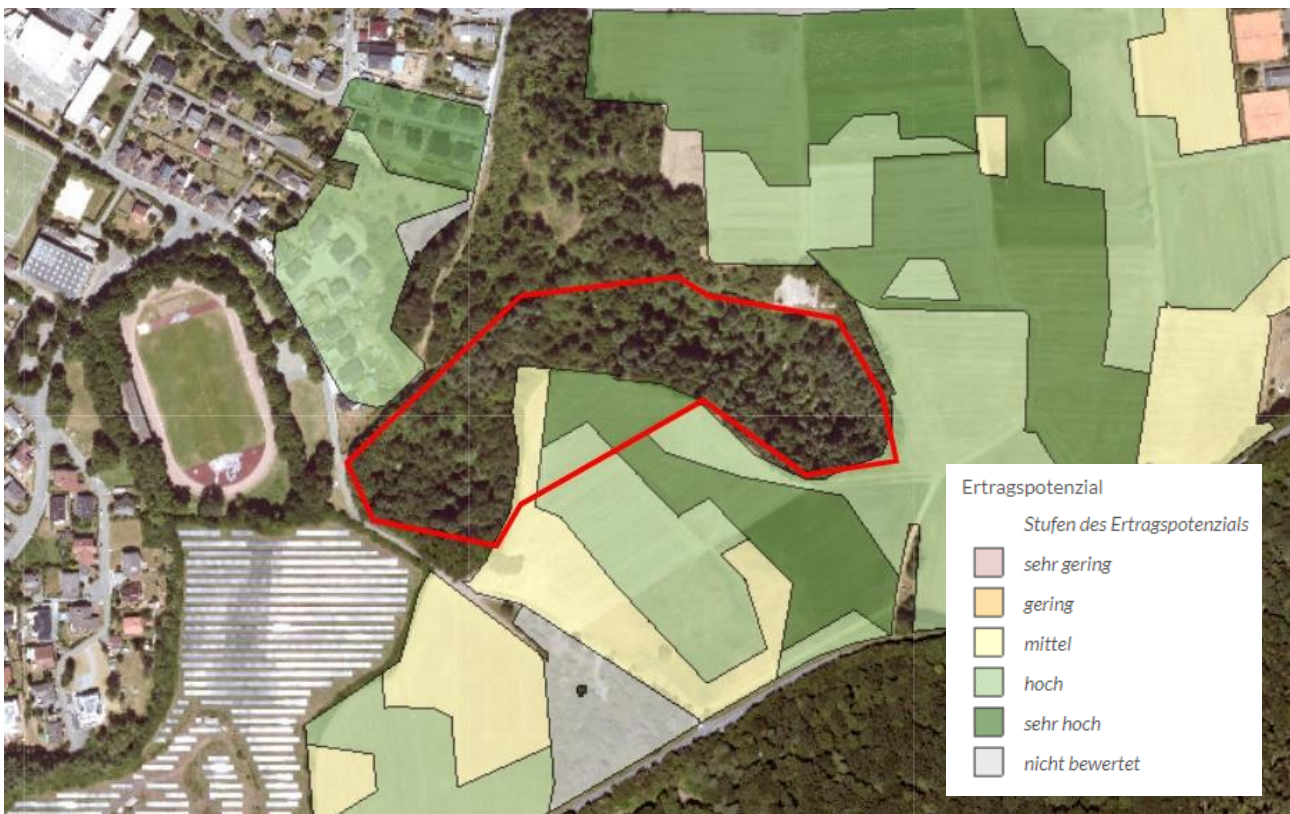 Ertragspotenzial
Stufen des Ertragspotenzials
sehr gering
gering
mittel
hoch
sehr hoch
nicht bewertet